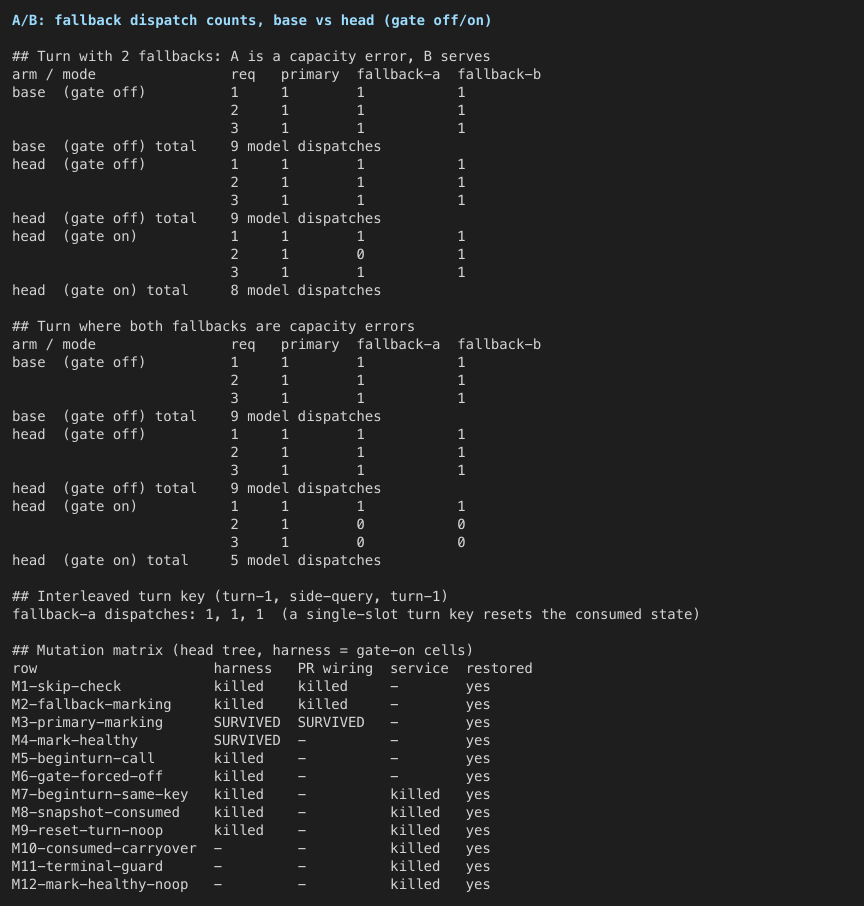 A/B: fallback dispatch counts, base vs head (gate off/on)
## Turn with 2 fallbacks: A is a capacity error, B serves
arm / mode                req   primary  fallback-a  fallback-b
base  (gate off)          1     1        1           1
                          2     1        1           1
                          3     1        1           1
base  (gate off) total    9 model dispatches
head  (gate off)          1     1        1           1
                          2     1        1           1
                          3     1        1           1
head  (gate off) total    9 model dispatches
head  (gate on)           1     1        1           1
                          2     1        0           1
                          3     1        1           1
head  (gate on) total     8 model dispatches
## Turn where both fallbacks are capacity errors
arm / mode                req   primary  fallback-a  fallback-b
base  (gate off)          1     1        1           1
                          2     1        1           1
                          3     1        1           1
base  (gate off) total    9 model dispatches
head  (gate off)          1     1        1           1
                          2     1        1           1
                          3     1        1           1
head  (gate off) total    9 model dispatches
head  (gate on)           1     1        1           1
                          2     1        0           0
                          3     1        0           0
head  (gate on) total     5 model dispatches
## Interleaved turn key (turn-1, side-query, turn-1)
fallback-a dispatches: 1, 1, 1  (a single-slot turn key resets the consumed state)
## Mutation matrix (head tree, harness = gate-on cells)
row                     harness   PR wiring  service  restored
M1-skip-check           killed    killed     -        yes
M2-fallback-marking     killed    killed     -        yes
M3-primary-marking      SURVIVED  SURVIVED   -        yes
M4-mark-healthy         SURVIVED  -          -        yes
M5-beginturn-call       killed    -          -        yes
M6-gate-forced-off      killed    -          -        yes
M7-beginturn-same-key   killed    -          killed   yes
M8-snapshot-consumed    killed    -          killed   yes
M9-reset-turn-noop      killed    -          killed   yes
M10-consumed-carryover  -         -          killed   yes
M11-terminal-guard      -         -          killed   yes
M12-mark-healthy-noop   -         -          killed   yes